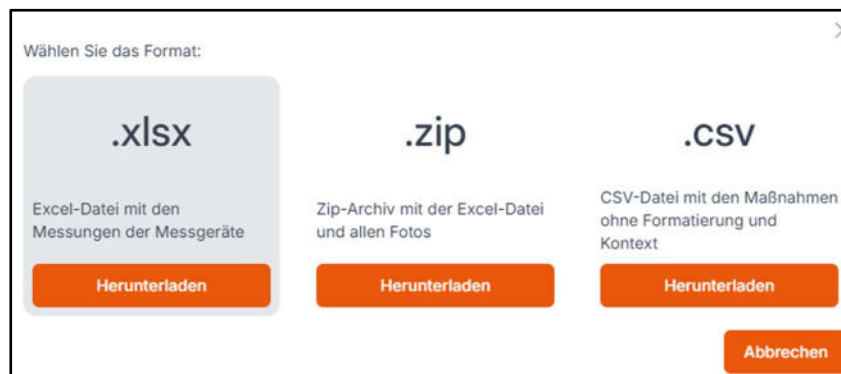 Wählen Sie das Format:
.xlsx
Excel-Datei mit den
Messungen der Messgeräte
Herunterladen
.zip
Zip-Archiv mit der Excel-Datei
und allen Fotos
Herunterladen
.csv
CSV-Datei mit den Maßnahmen
ohne Formatierung und
Kontext
Herunterladen
Abbrechen